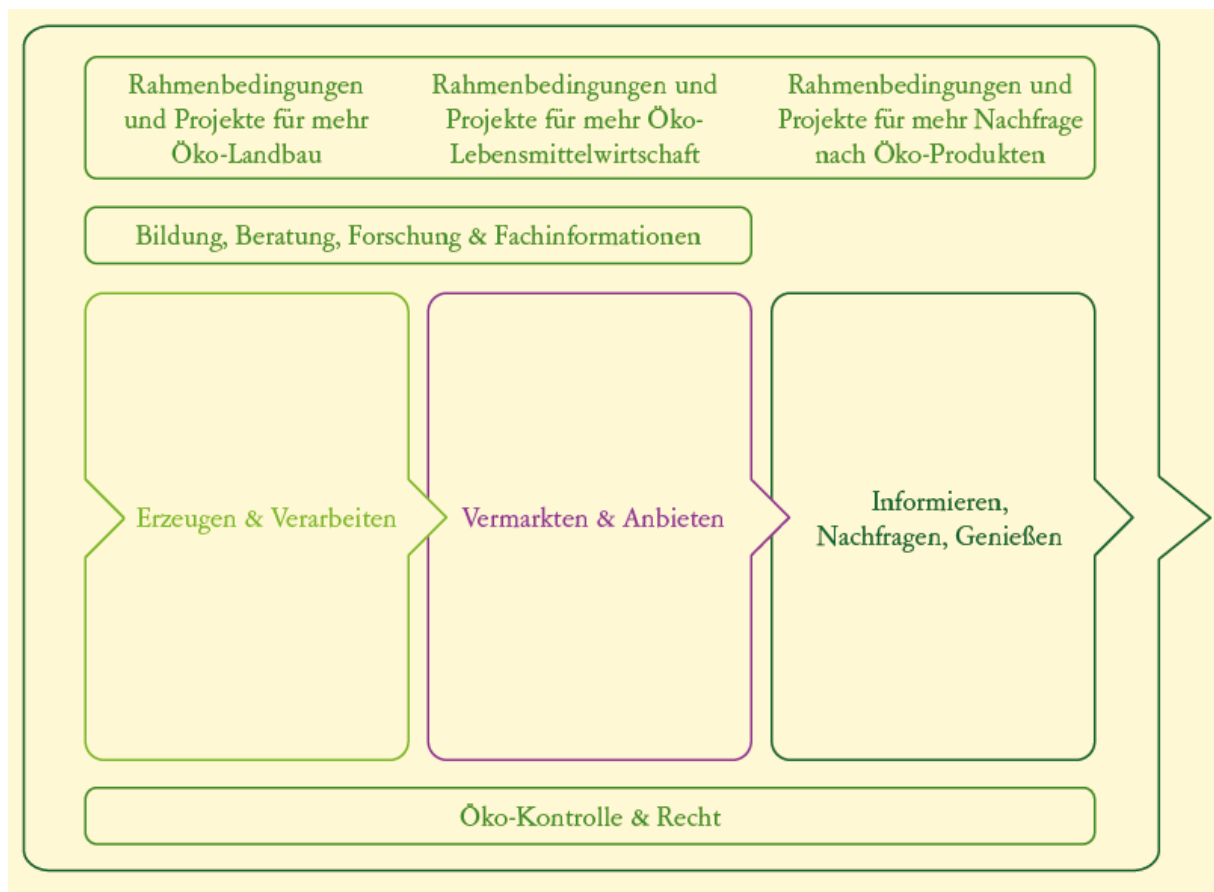 Rahmenbedingungen
und Projekte für mehr
Öko-Landbau
Rahmenbedingungen und
Projekte für mehr Öko-
Lebensmittelwirtschaft
Rahmenbedingungen und
Projekte für mehr Nachfrage
nach Öko-Produkten
Bildung, Beratung, Forschung & Fachinformationen
Erzeugen & Verarbeiten
Vermarkten & Anbieten
Informieren,
Nachfragen, Genießen
Öko-Kontrolle & Recht